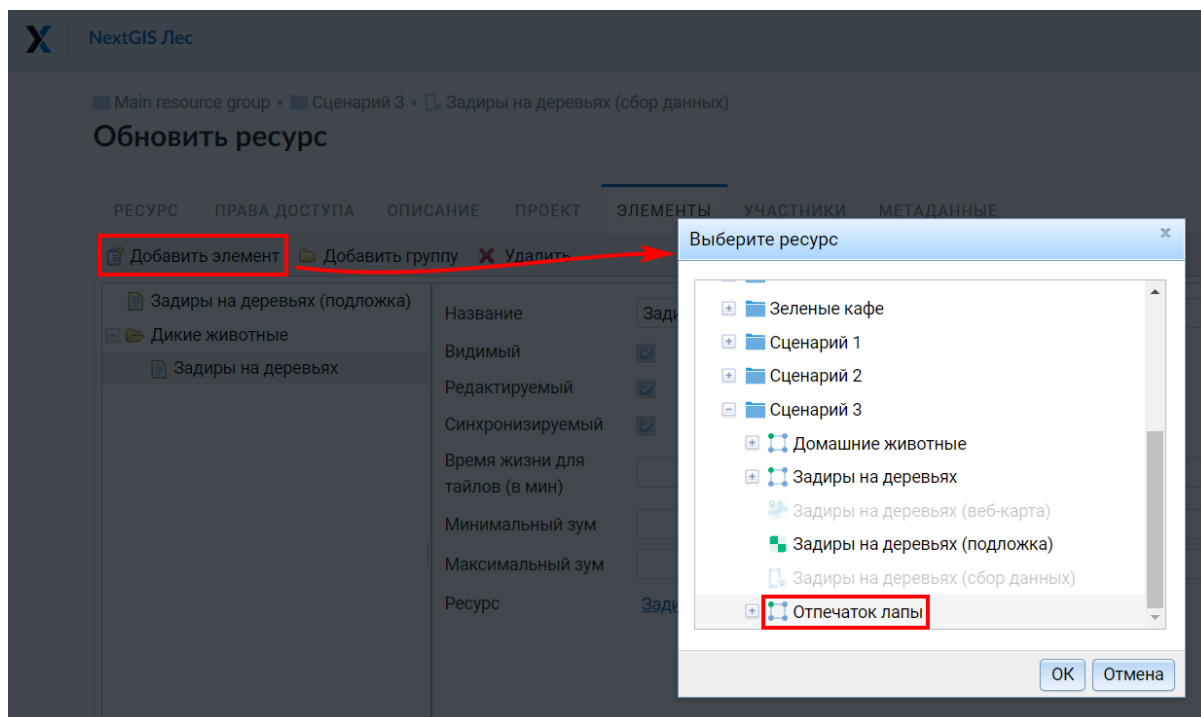 NextGIS Лес
Main resource group • Сценарий 3 • Задиры на деревьях (сбор данных)
Обновить ресурс
РЕСУРС ПРАВА ДОСТУПА ОПИСАНИЕ ПРОЕКТ ЭЛЕМЕНТЫ УЧАСТНИКИ МЕТАДАННЫЕ
Добавить элемент Добавить группу Удалить
Задиры на деревьях (подложка)
Дикие животные
Задиры на деревьях
Название
Видимый
Редактируемый
Синхронизируемый
Время жизни для
тайлов (в мин)
Минимальный зум
Максимальный зум
Ресурс
Выберите ресурс
Зеленые кафе
Сценарий 1
Сценарий 2
Сценарий 3
Домашние животные
Задиры на деревьях
Задиры на деревьях (веб-карта)
Задиры на деревьях (подложка)
Задиры на деревьях (сбор данных)
Отпечаток лапы
ОК Отмена